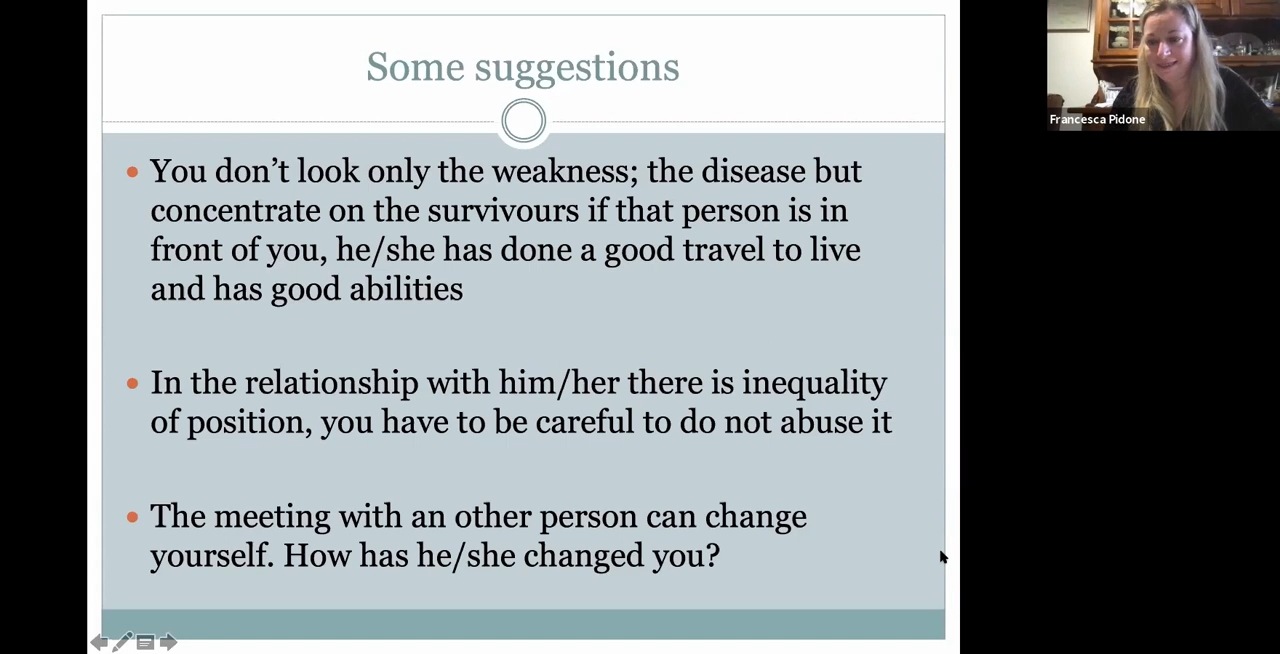 Some suggestions
You don't look only the weakness; the disease but
concentrate on the survivours if that person is in
front of you, he/she has done a good travel to live
and has good abilities
In the relationship with him/her there is inequality
of position, you have to be careful to do not abuse it
The meeting with an other person can change
yourself. How has he/she changed you?
Francesca Pidone